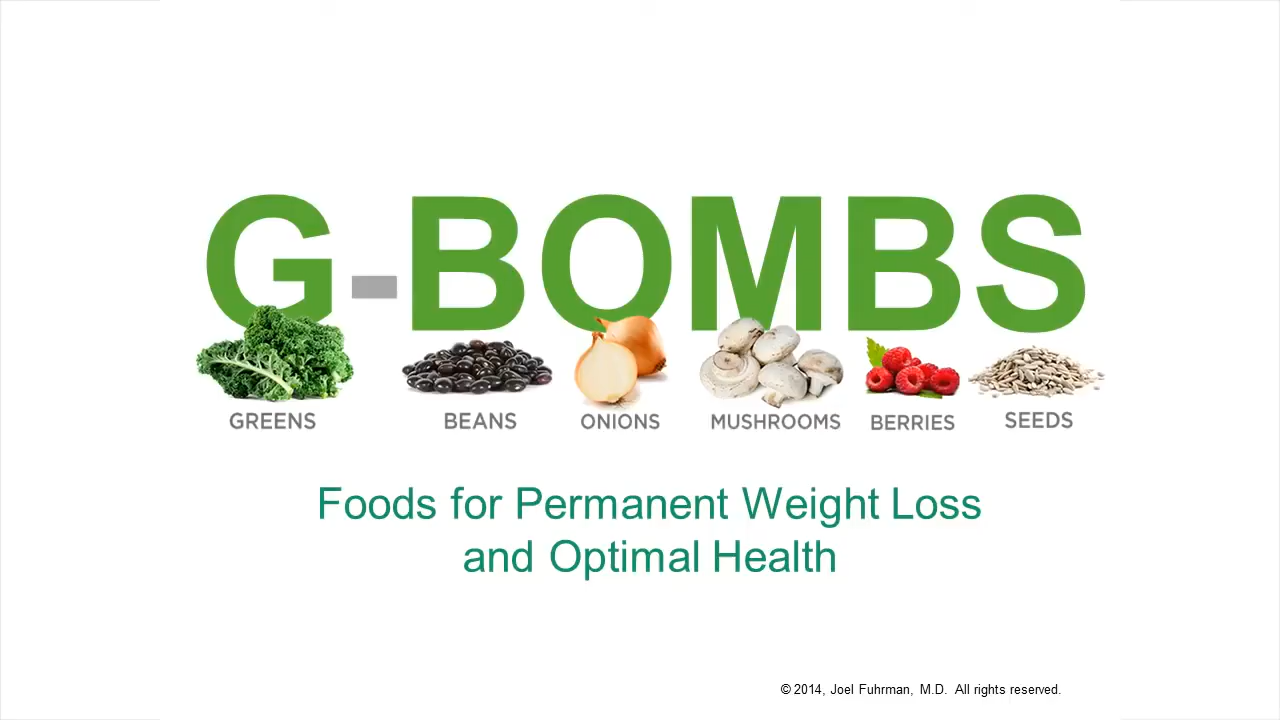 G-BOMBS
GREENS BEANS ONIONS MUSHROOMS BERRIES SEEDS
Foods for Permanent Weight Loss
and Optimal Health
© 2014, Joel Fuhrman, M.D. All rights reserved.